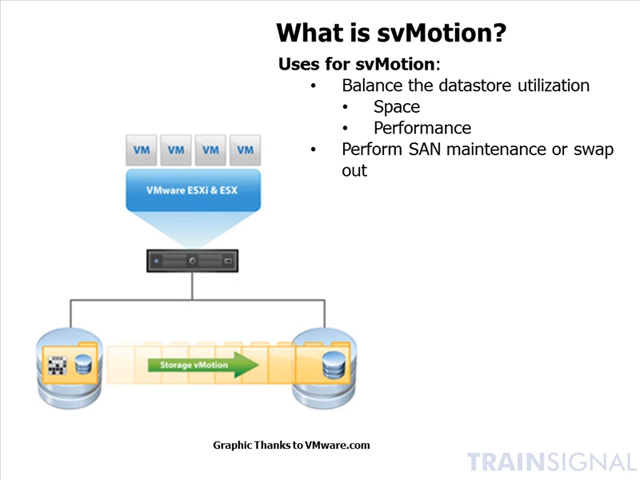 What is svMotion?
Uses for svMotion:
• Balance the datastore utilization
• Space
• Performance
• Perform SAN maintenance or swap
out
VM VM VM VM
VMware ESXi & ESX
Storage vMotion
Graphic Thanks to VMware.com
TRAINSIGNAL